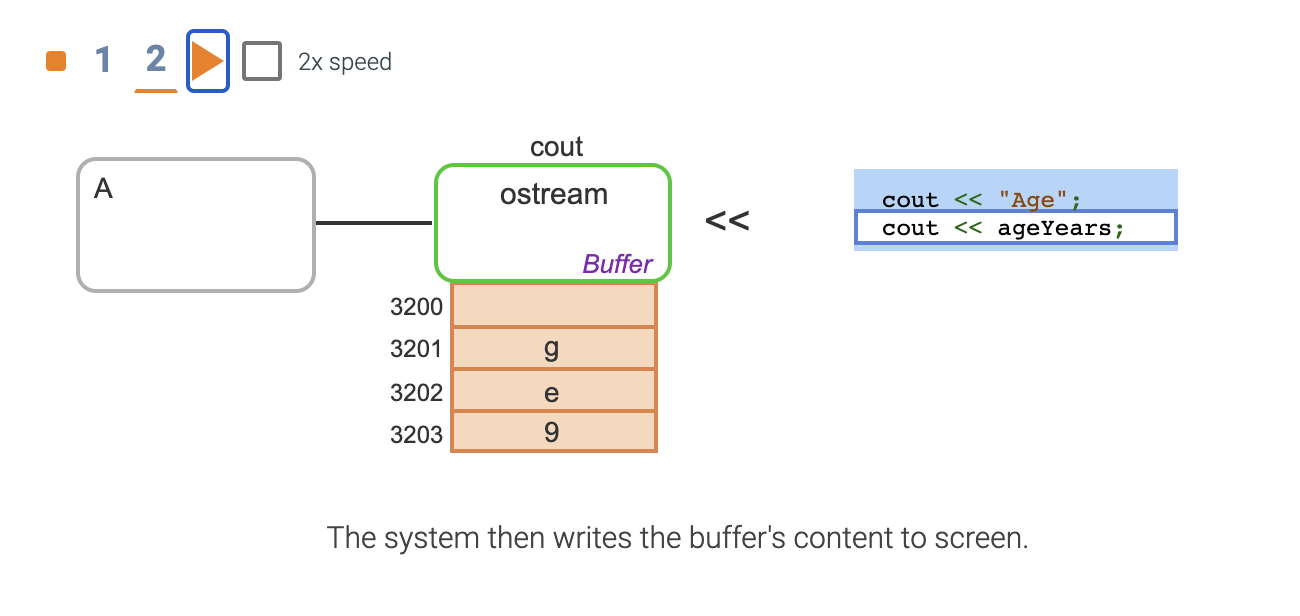 1 2 2x speed
cout
A
ostream
<<
cout << "Age";
cout << ageYears;
Buffer
3200
3201 g
3202 e
3203 9
The system then writes the buffer's content to screen.